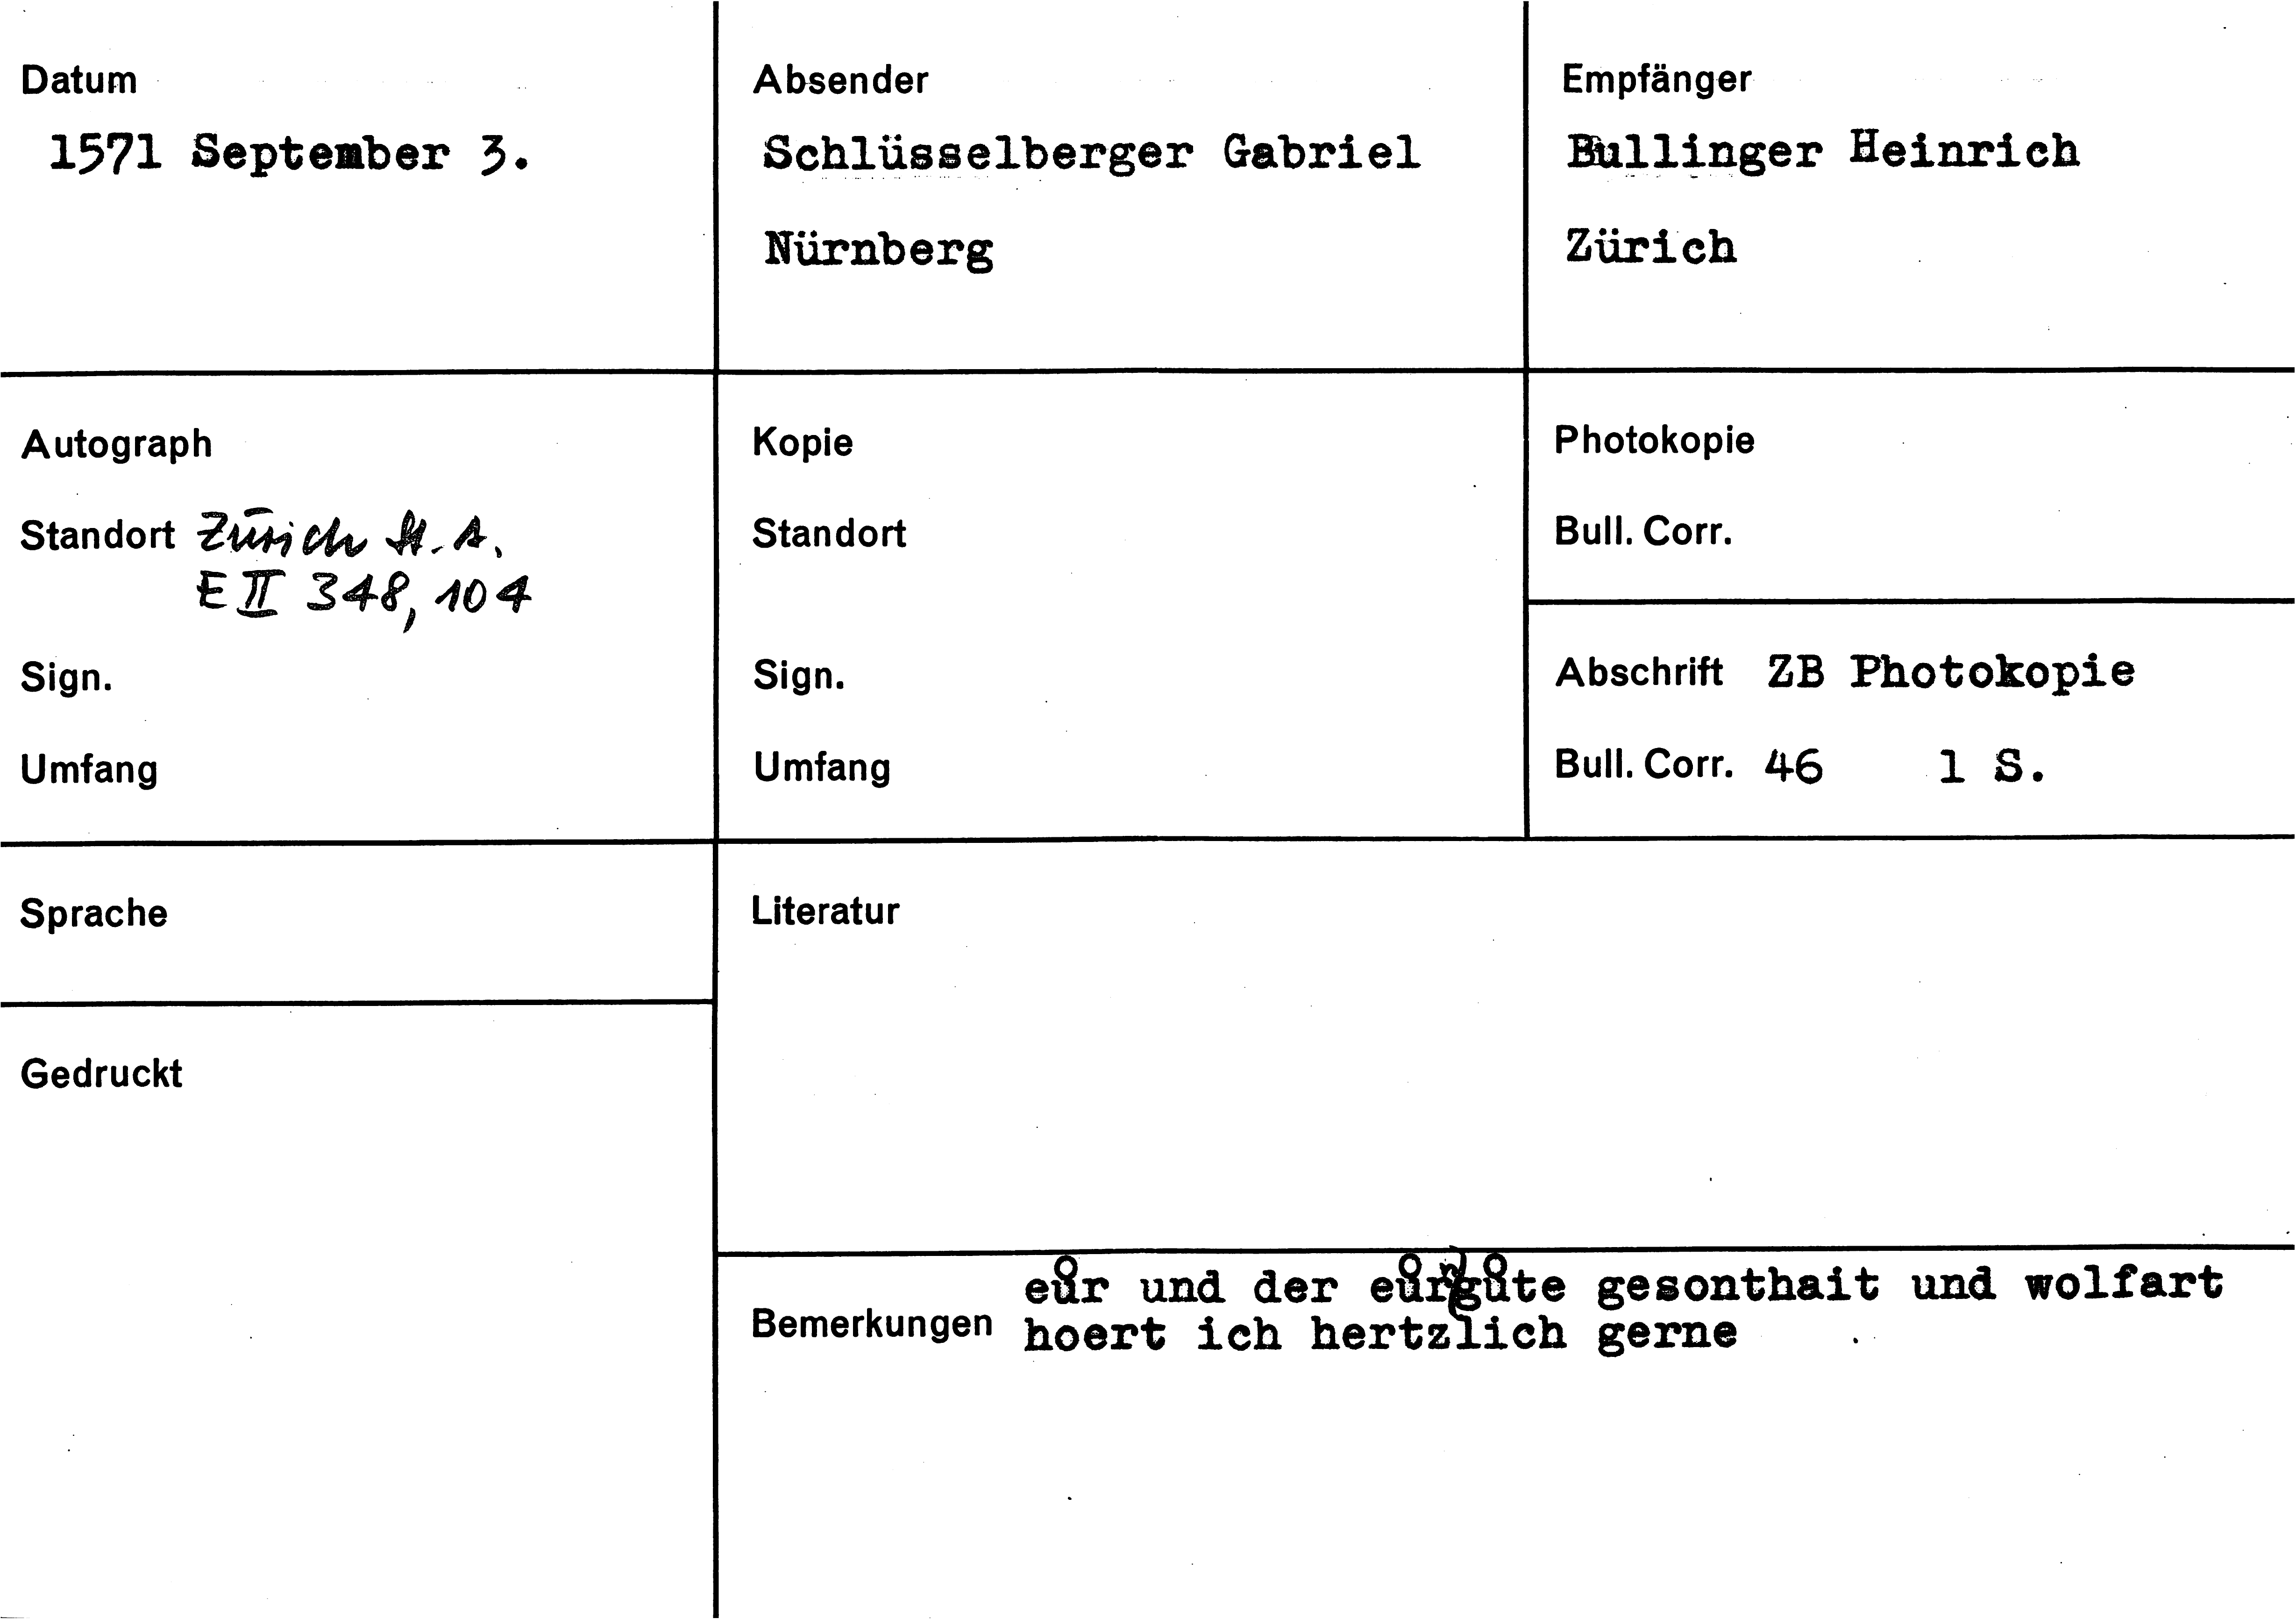 Datum
1571 September 3.
Absender
Schlüsselberger Gabriel
Nürnberg
Empfänger
Bullinger Heinrich
Zürich
Autograph
Standort Zürich St. A.
E II 348, 104
Sign.
Umfang
Kopie
Standort
Sign.
Umfang
Photokopie
Bull. Corr.
Abschrift ZB Photokopie
Bull. Corr. 46 1 S.
Sprache
Gedruckt
Literatur
Bemerkungen
eůr und der eůrn gůte gesonthait und wolfart
hoert ich hertzlich gerne